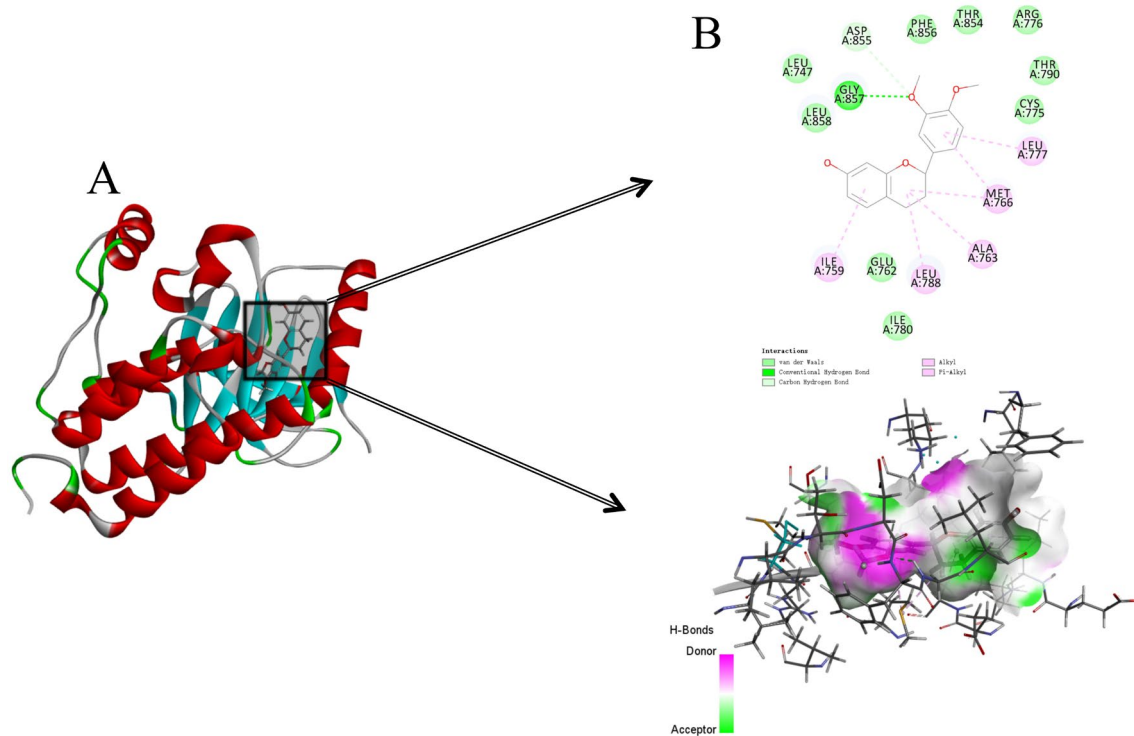 A
B
ASP
A:855
PHE
A:856
THR
A:854
ARG
A:776
LEU
A:747
GLY
A:857
THR
A:790
LEU
A:858
CYS
A:775
LEU
A:777
MET
A:766
ALA
A:763
ILE
A:759
GLU
A:762
LEU
A:788
ILE
A:780
O
O
O
O
Interactions
van der Waals
Conventional Hydrogen Bond
Carbon Hydrogen Bond
Alkyl
Pi-Alkyl
H-Bonds
Donor
Acceptor